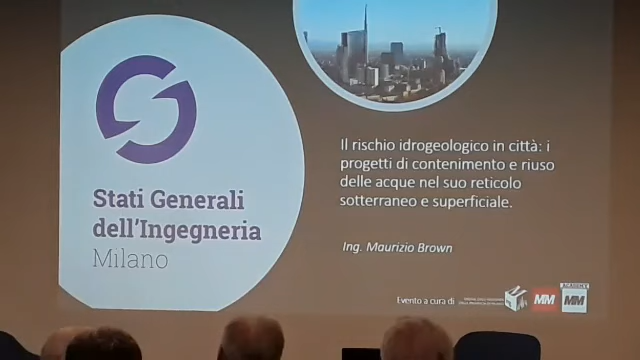 Stati Generali
dell'Ingegneria
Milano
Il rischio idrogeologico in città: i
progetti di contenimento e riuso
delle acque nel suo reticolo
sotterraneo e superficiale.
Ing. Maurizio Brown
Evento a cura di
MM
ACADEMY
MM